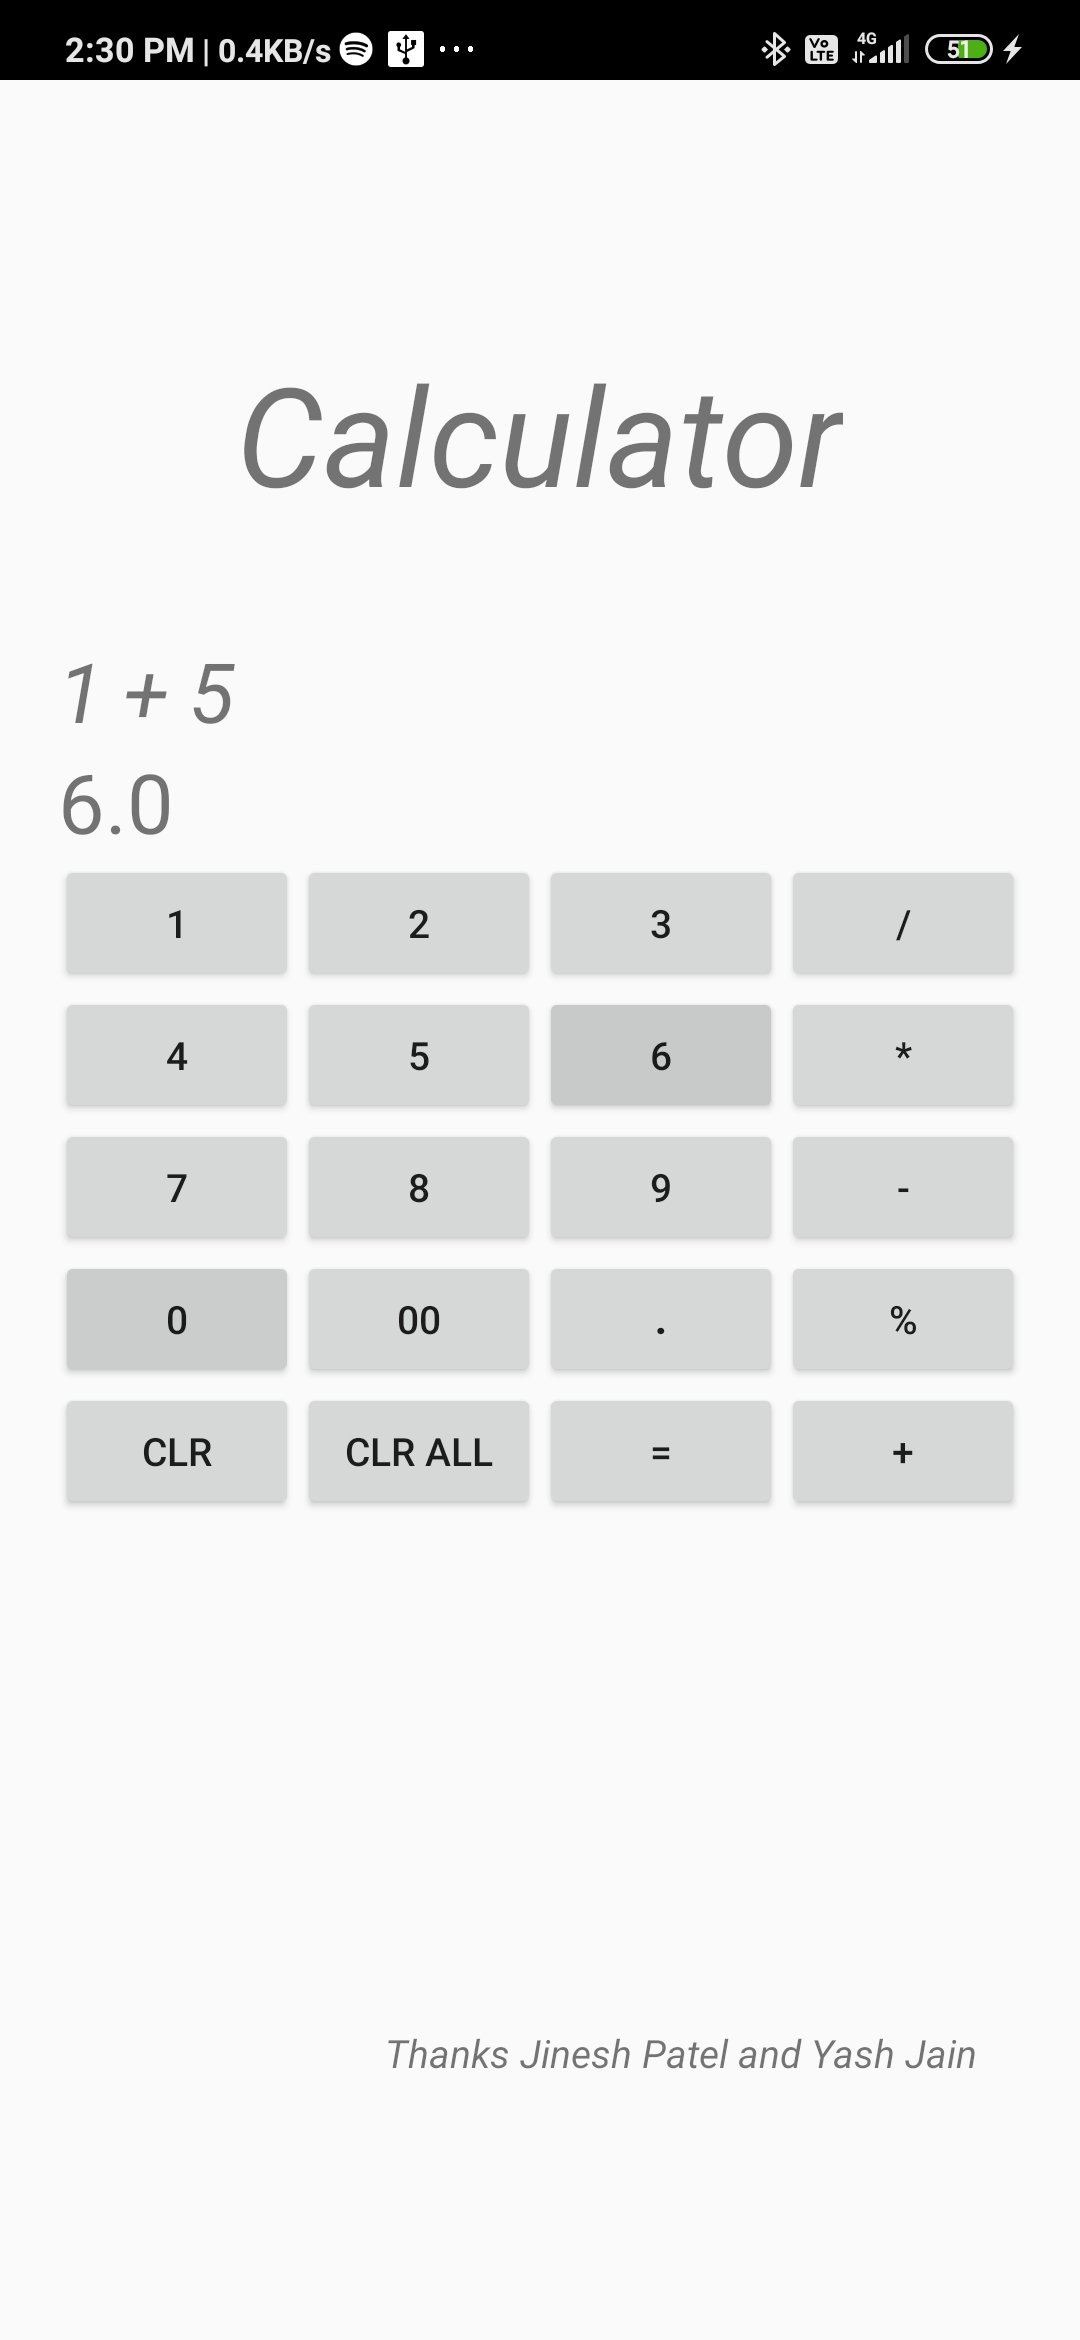 2:30 PM | 0.4KB/s ... Vo LTE 4G 51
Calculator
1 + 5
6.0
1 2 3 /
4 5 6 *
7 8 9 -
0 00 . %
CLR CLR ALL = +
Thanks Jinesh Patel and Yash Jain